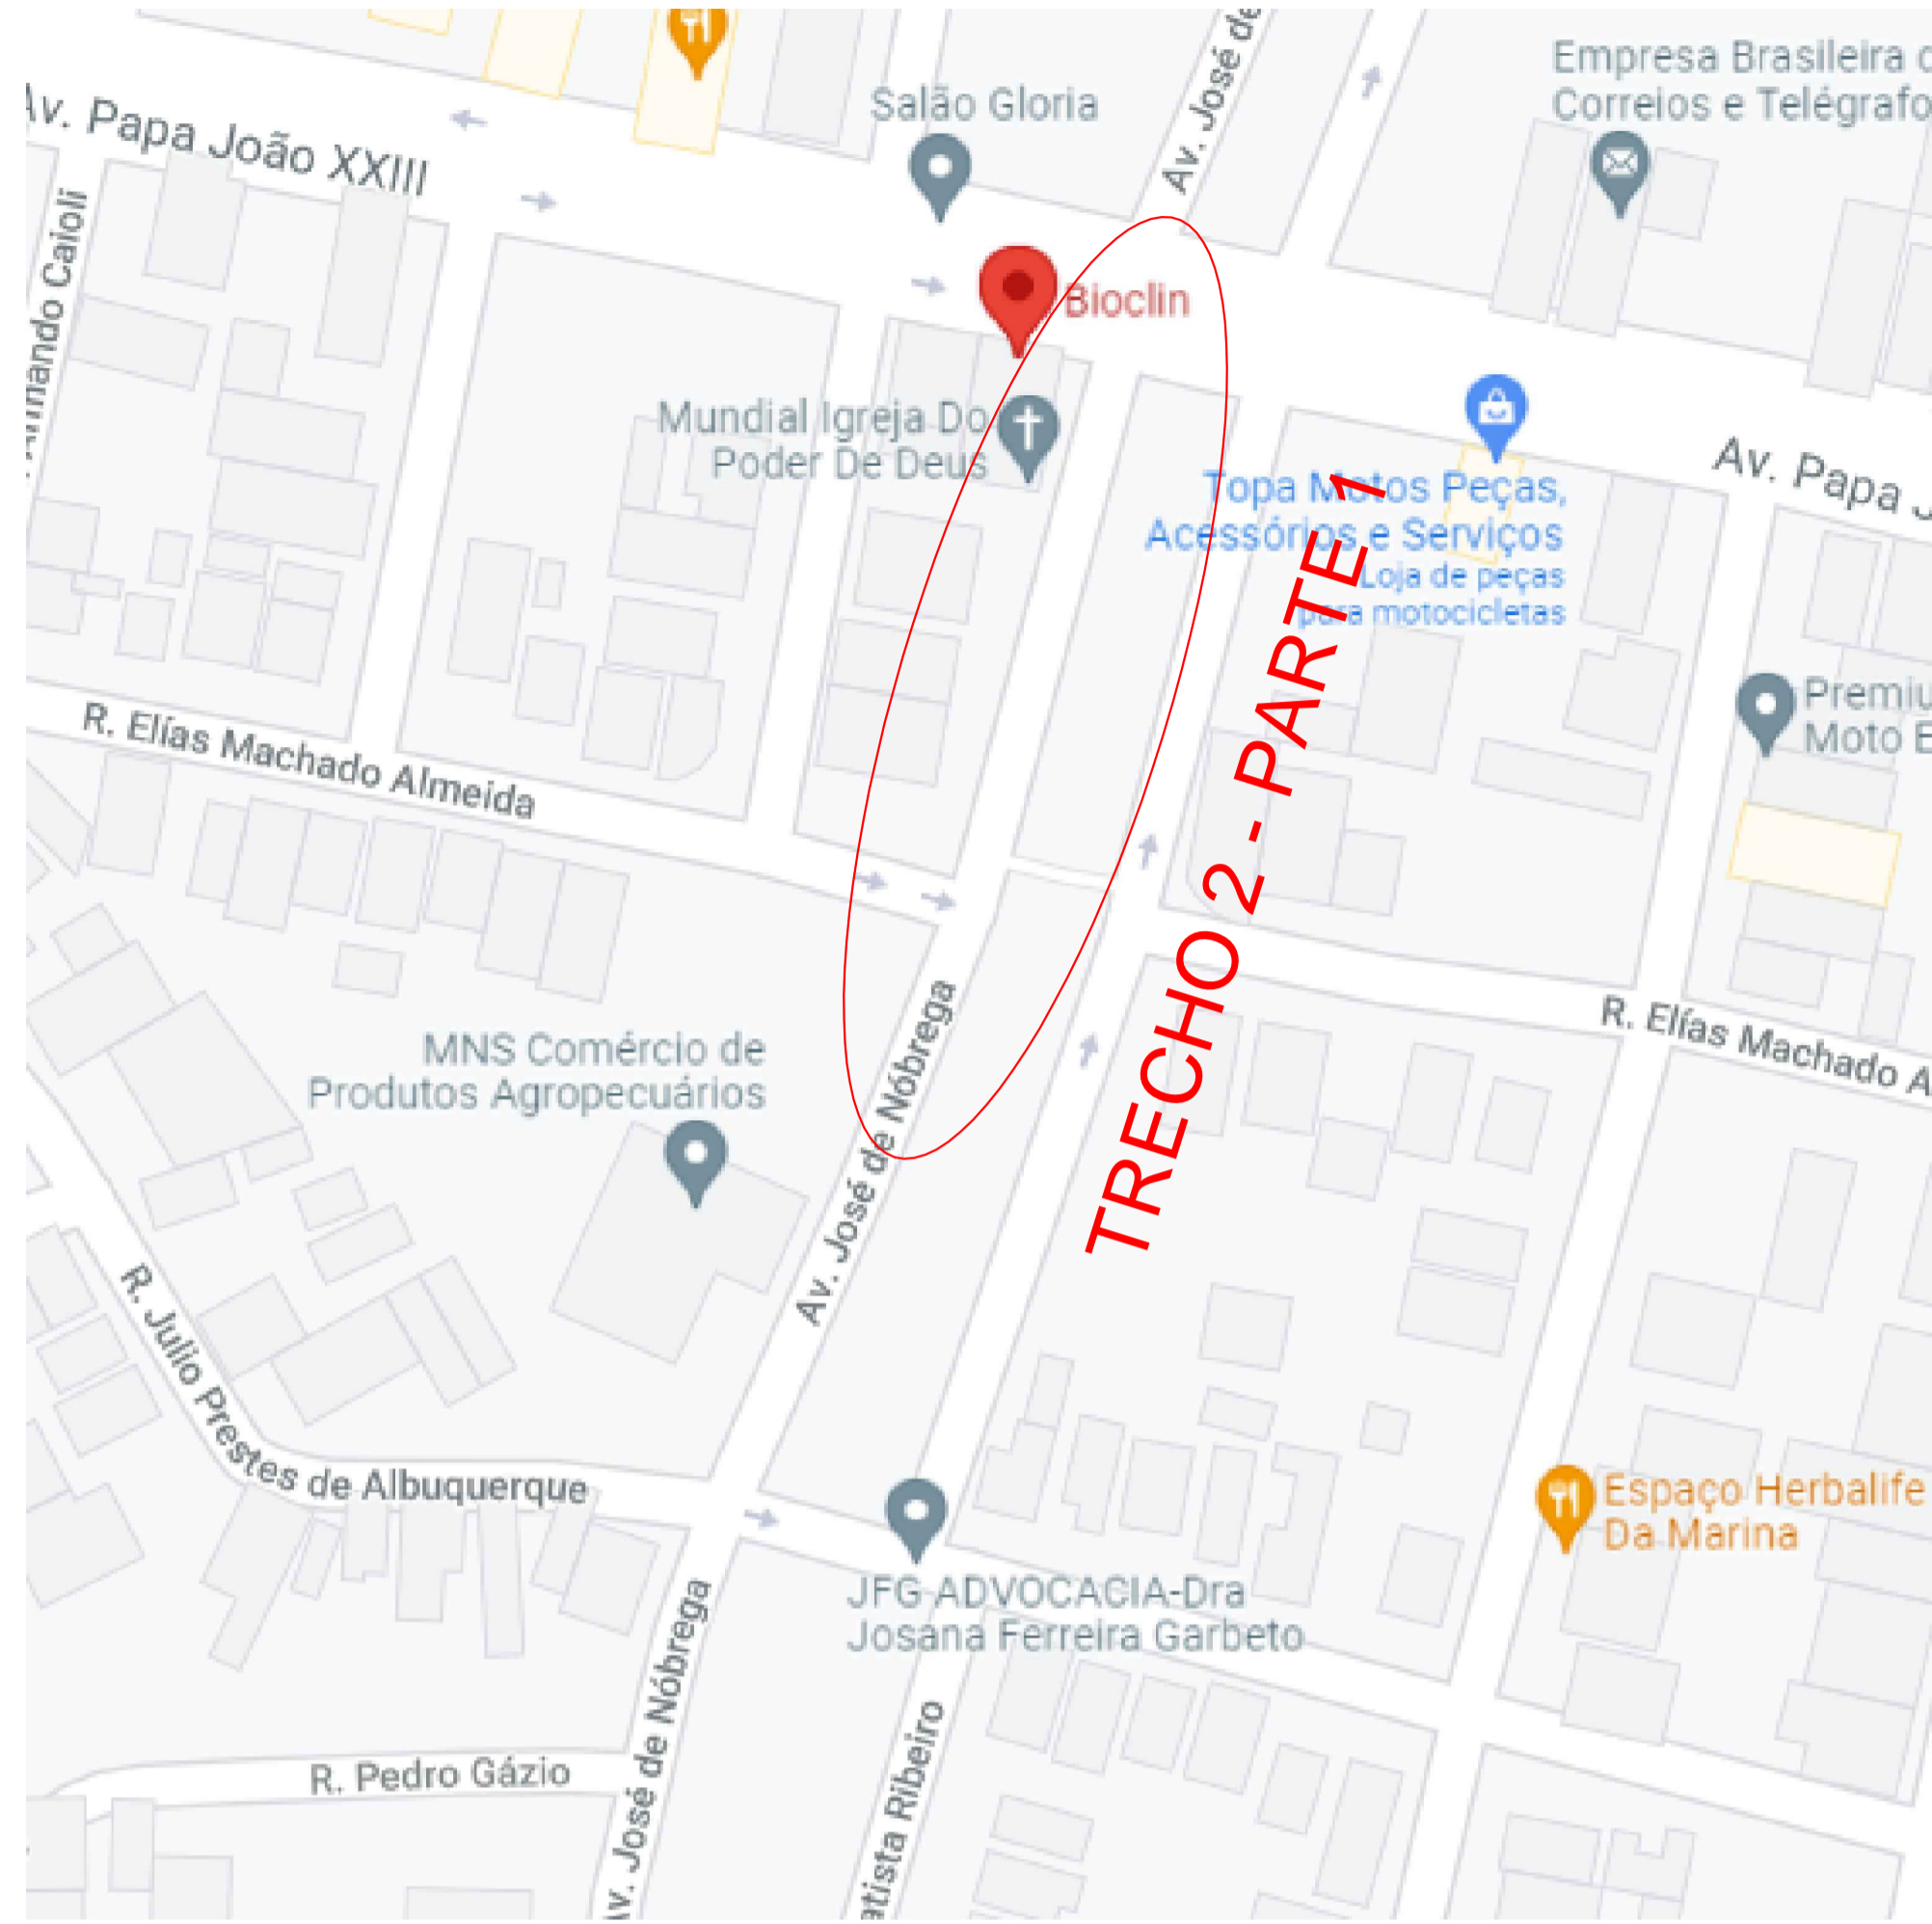 Av. José de
Empresa Brasileira
Correios e Telégrafo
Salão Gloria
Av. Papa João XXIII
Caioli
Bioclin
Mundial Igreja Do
Poder De Deus
Topa Motos Peças,
Acessórios e Serviços
Loja de peças
para motocicletas
Av. Papa
TRECHO 2 - PARTE 1
Premiu
Moto E
R. Elías Machado Almeida
R. Elías Machado A
MNS Comércio de
Produtos Agropecuários
Av. José de Nóbrega
R. Julio Prestes de Albuquerque
Espaço Herbalife
Da Marina
JFG ADVOCACIA-Dra
Josana Ferreira Garbeto
Av. José de Nóbrega
R. Pedro Gázio
atista Ribeiro